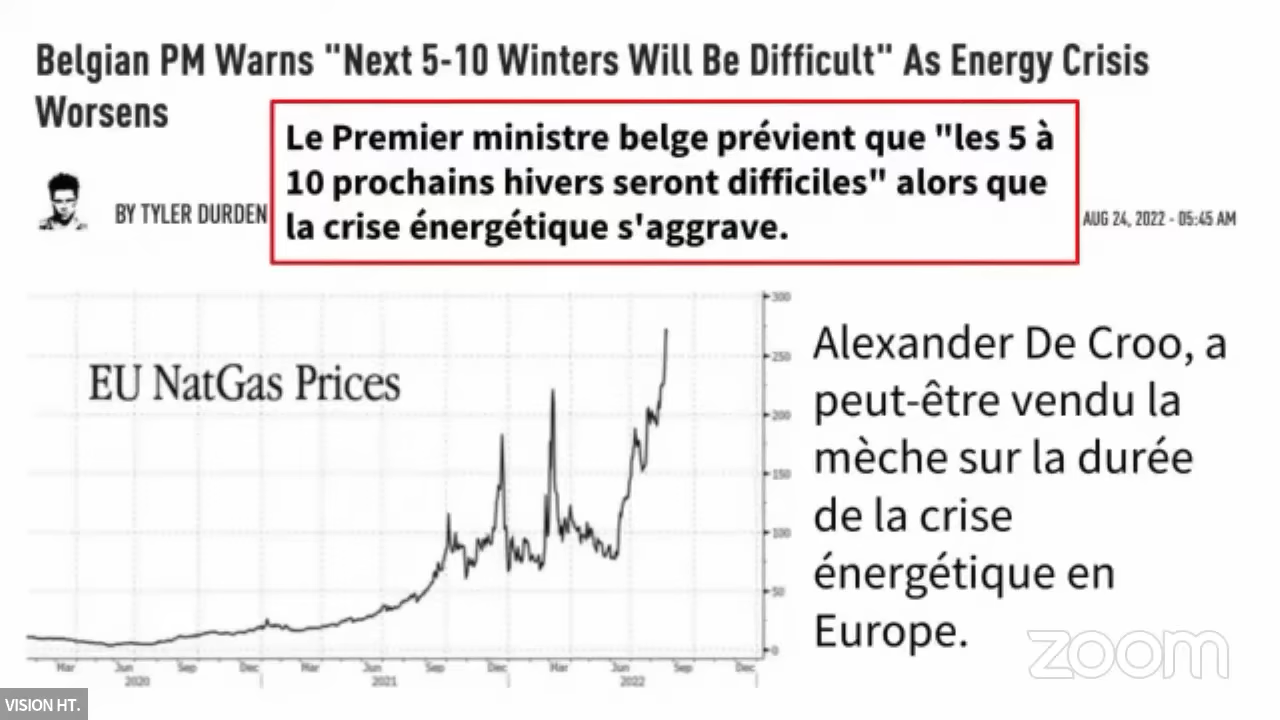 Belgian PM Warns "Next 5-10 Winters Will Be Difficult" As Energy Crisis
Worsens
Le Premier ministre belge prévient que "les 5 à
10 prochains hivers seront difficiles" alors que
la crise énergétique s'aggrave.
BY TYLER DURDEN
AUG 24, 2022 - 05:45 AM
EU NatGas Prices
300
250
200
150
100
50
0
Mar Jun Sep Dec Mar Jun Sep Dec Mar Jun Sep Dec
2020 2021 2022
Alexander De Croo, a
peut-être vendu la
mèche sur la durée
de la crise
énergétique en
Europe.
zoom
VISION HT.